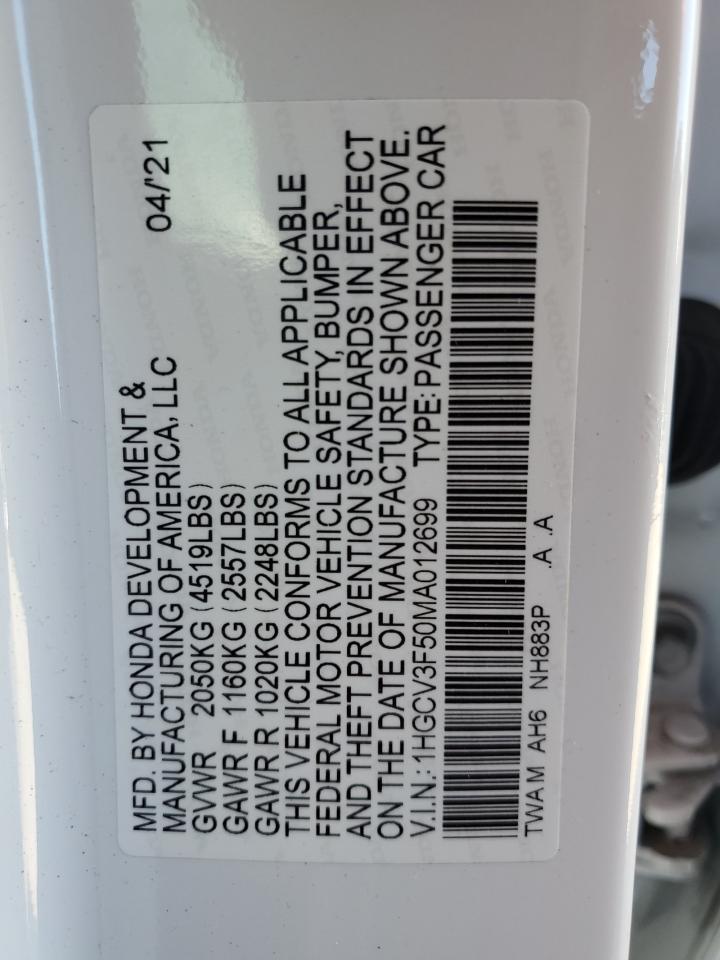 MFD. BY HONDA DEVELOPMENT & 04/'21
MANUFACTURING OF AMERICA, LLC
GVWR 2050KG (4519LBS)
GAWR F 1160KG (2557LBS)
GAWR R 1020KG (2248LBS)
THIS VEHICLE CONFORMS TO ALL APPLICABLE
FEDERAL MOTOR VEHICLE SAFETY, BUMPER,
AND THEFT PREVENTION STANDARDS IN EFFECT
ON THE DATE OF MANUFACTURE SHOWN ABOVE.
V.I.N.: 1HGCV3F50MA012699 TYPE: PASSENGER CAR
TWAM AH6 NH883P .A .A